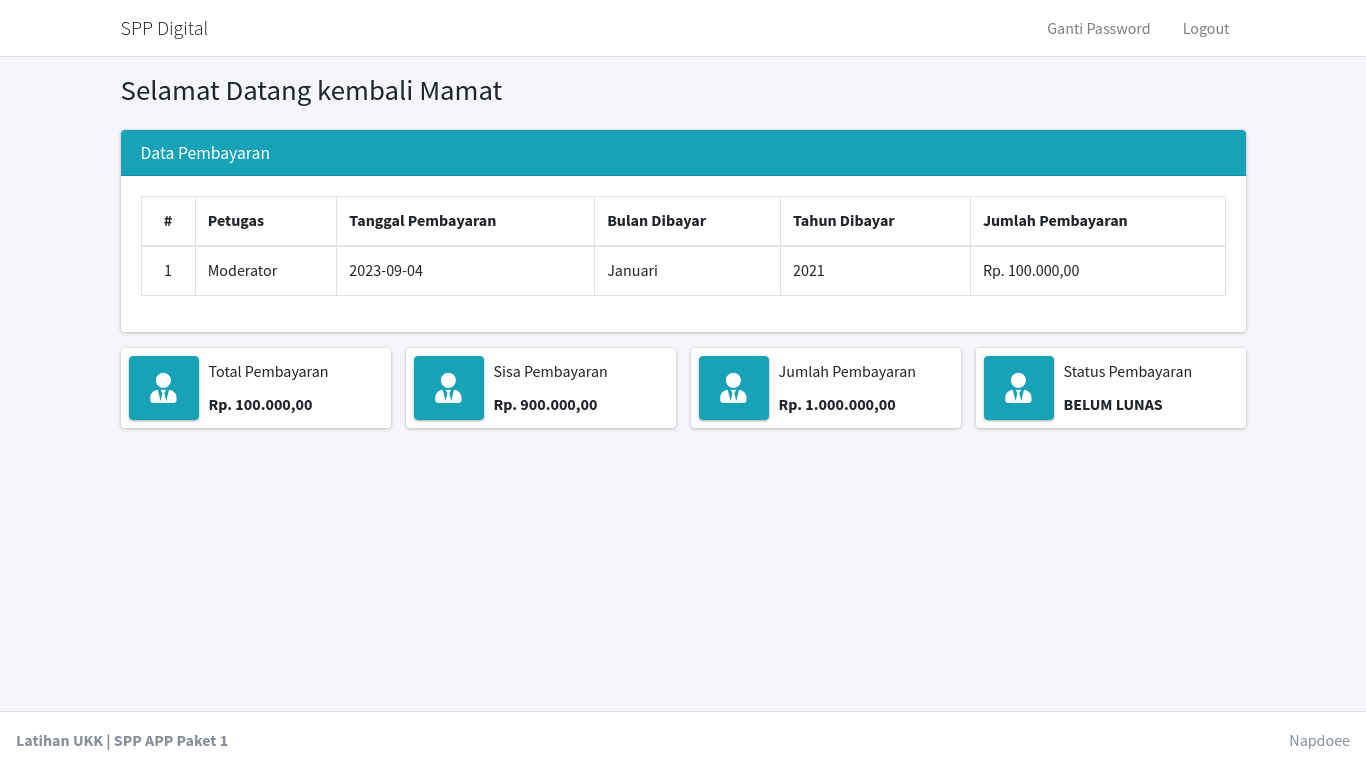 SPP Digital Ganti Password Logout
Selamat Datang kembali Mamat
Data Pembayaran
# Petugas Tanggal Pembayaran Bulan Dibayar Tahun Dibayar Jumlah Pembayaran
1 Moderator 2023-09-04 Januari 2021 Rp. 100.000,00
Total Pembayaran
Rp. 100.000,00
Sisa Pembayaran
Rp. 900.000,00
Jumlah Pembayaran
Rp. 1.000.000,00
Status Pembayaran
BELUM LUNAS
Latihan UKK | SPP APP Paket 1 Napdoee